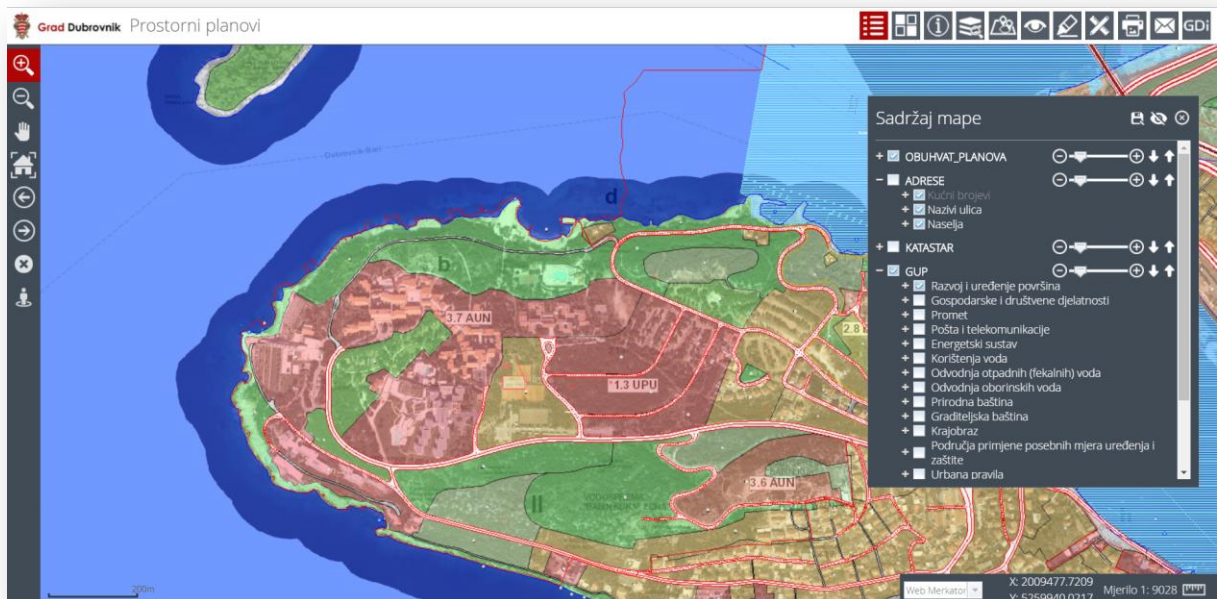 Grad Dubrovnik Prostorni planovi
GDi
Sadržaj mape
OBUHVAT_PLANOVA
ADRESE
Kućni brojevi
Nazivi ulica
Naselja
KATASTAR
GUP
Razvoj i uređenje površina
Gospodarske i društvene djelatnosti
Promet
Pošta i telekomunikacije
Energetski sustav
Korištenja voda
Odvodnja otpadnih (fekalnih) voda
Odvodnja oborinskih voda
Prirodna baština
Graditeljska baština
Krajobraz
Područja primjene posebnih mjera uređenja i
zaštite
Urbana pravila
Dubrovnik-Bari
d
b
3.7 AUN
2.8
1.3 UPU
3.6 AUN
II
200m
Web Merkator
X: 2009477.7209
Y: 5259940.0217
Mjerilo 1: 9028